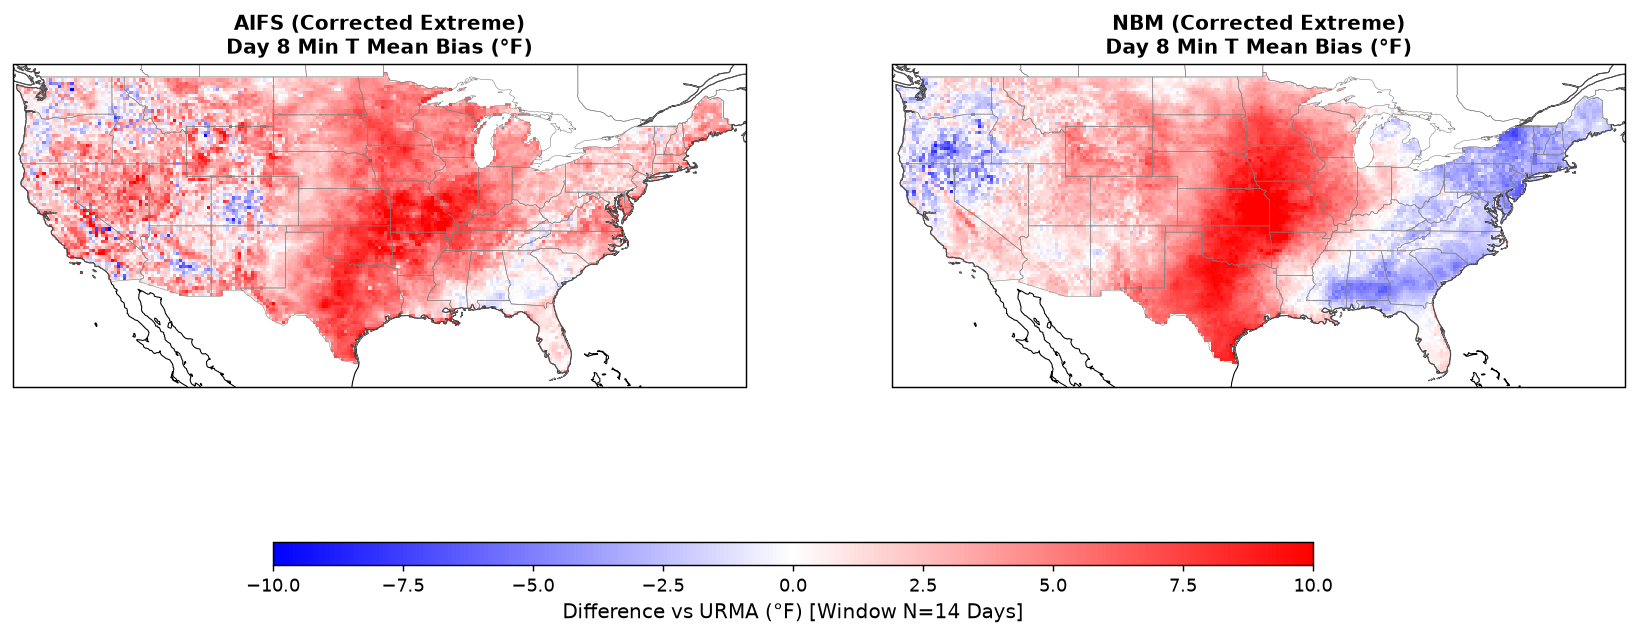 AIFS (Corrected Extreme)
Day 8 Min T Mean Bias (°F)
NBM (Corrected Extreme)
Day 8 Min T Mean Bias (°F)
−10.0 −7.5 −5.0 −2.5 0.0 2.5 5.0 7.5 10.0
Difference vs URMA (°F) [Window N=14 Days]